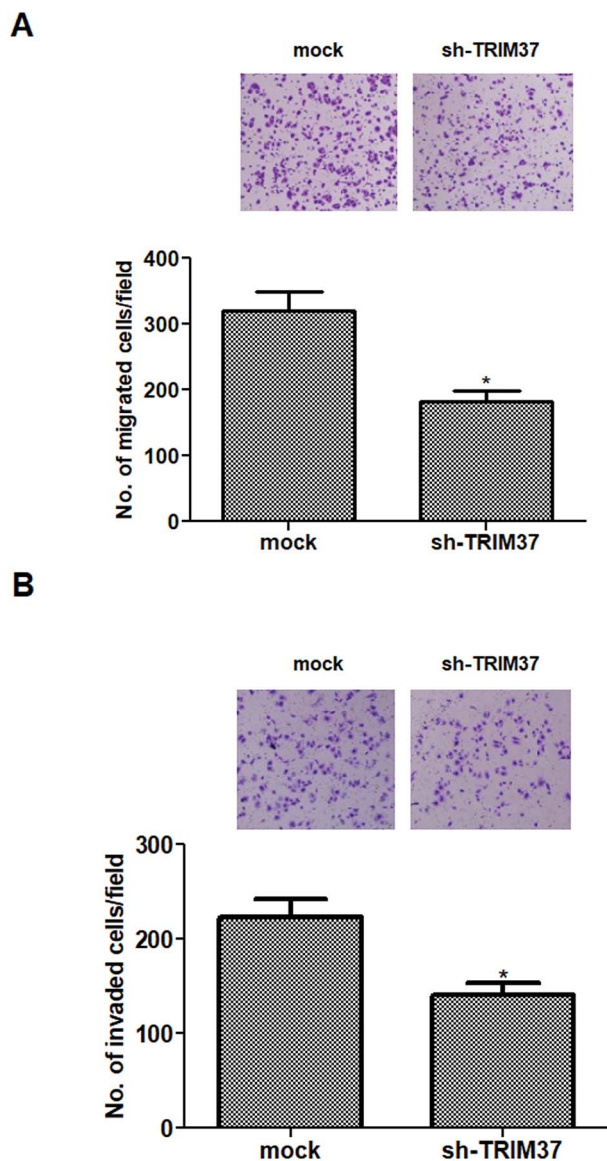 A
mock sh-TRIM37
400
300
200
100
0
No. of migrated cells/field
*
mock sh-TRIM37
B
mock sh-TRIM37
300
200
100
0
No. of invaded cells/field
*
mock sh-TRIM37